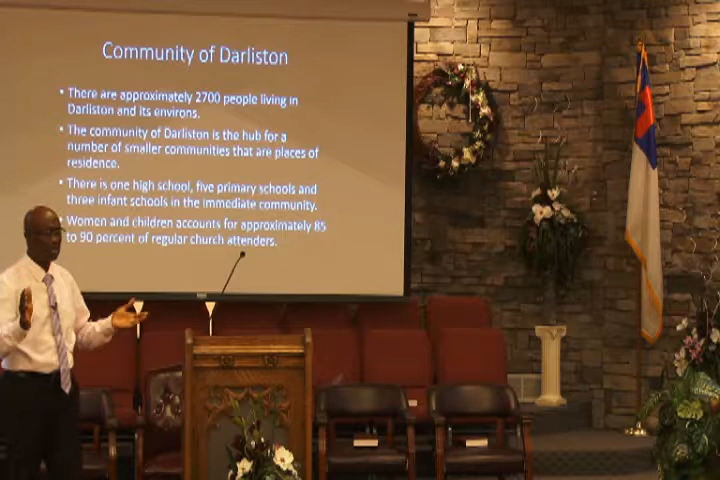 Community of Darliston
• There are approximately 2700 people living in
Darliston and its environs.
• The community of Darliston is the hub for a
number of smaller communities that are places of
residence.
• There is one high school, five primary schools and
three infant schools in the immediate community.
• Women and children accounts for approximately 85
to 90 percent of regular church attenders.